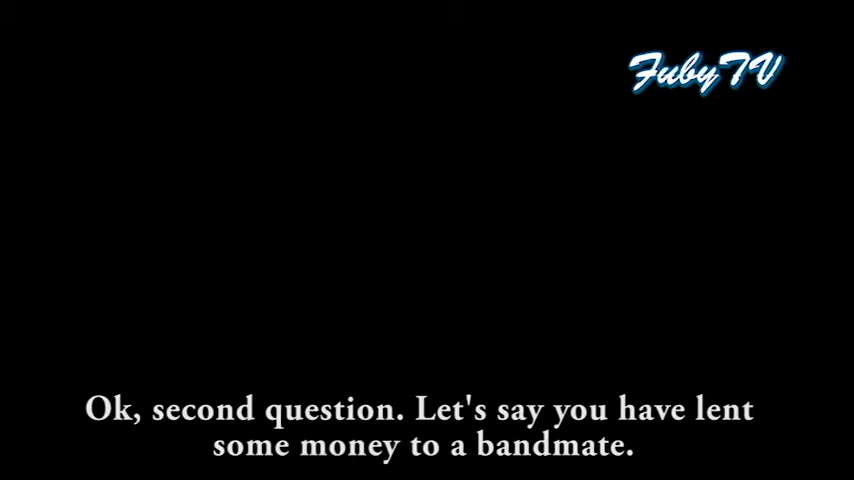 FubyTV
Ok, second question. Let's say you have lent
some money to a bandmate.